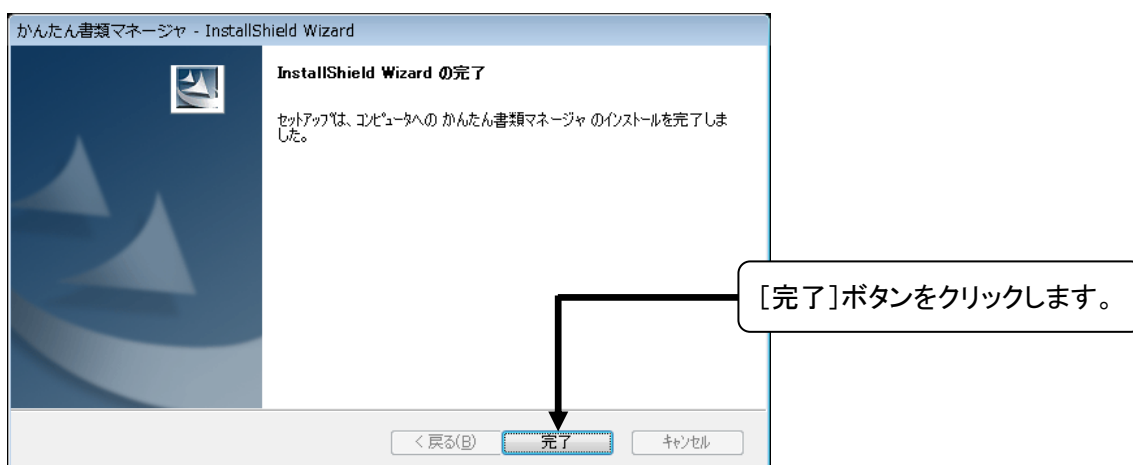 かんたん書類マネージャ - InstallShield Wizard
InstallShield Wizard の完了
セットアップは、コンピュータへの かんたん書類マネージャ のインストールを完了しま
した。
[完了]ボタンをクリックします。
< 戻る(B)
完了
キャンセル